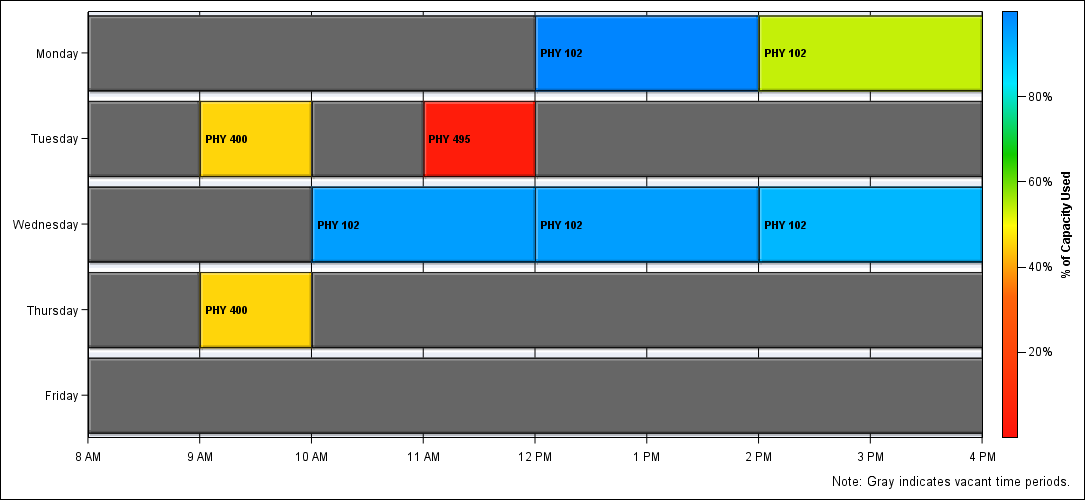 Monday
PHY 102
PHY 102
Tuesday
PHY 400
PHY 495
Wednesday
PHY 102
PHY 102
PHY 102
Thursday
PHY 400
Friday
8 AM
9 AM
10 AM
11 AM
12 PM
1 PM
2 PM
3 PM
4 PM
80%
60%
40%
20%
% of Capacity Used
Note: Gray indicates vacant time periods.